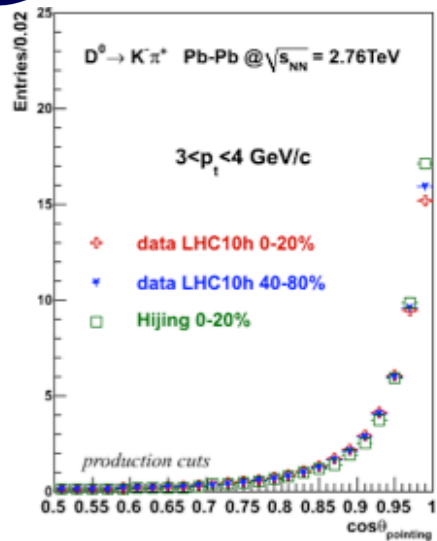 Entries/0.02
25
20
15
10
5
0
D⁰→ K⁻π⁺ Pb-Pb @√s_NN = 2.76TeV
3<p_t<4 GeV/c
data LHC10h 0-20%
data LHC10h 40-80%
Hijing 0-20%
production cuts
0.5 0.55 0.6 0.65 0.7 0.75 0.8 0.85 0.9 0.95 1
cosθ_pointing